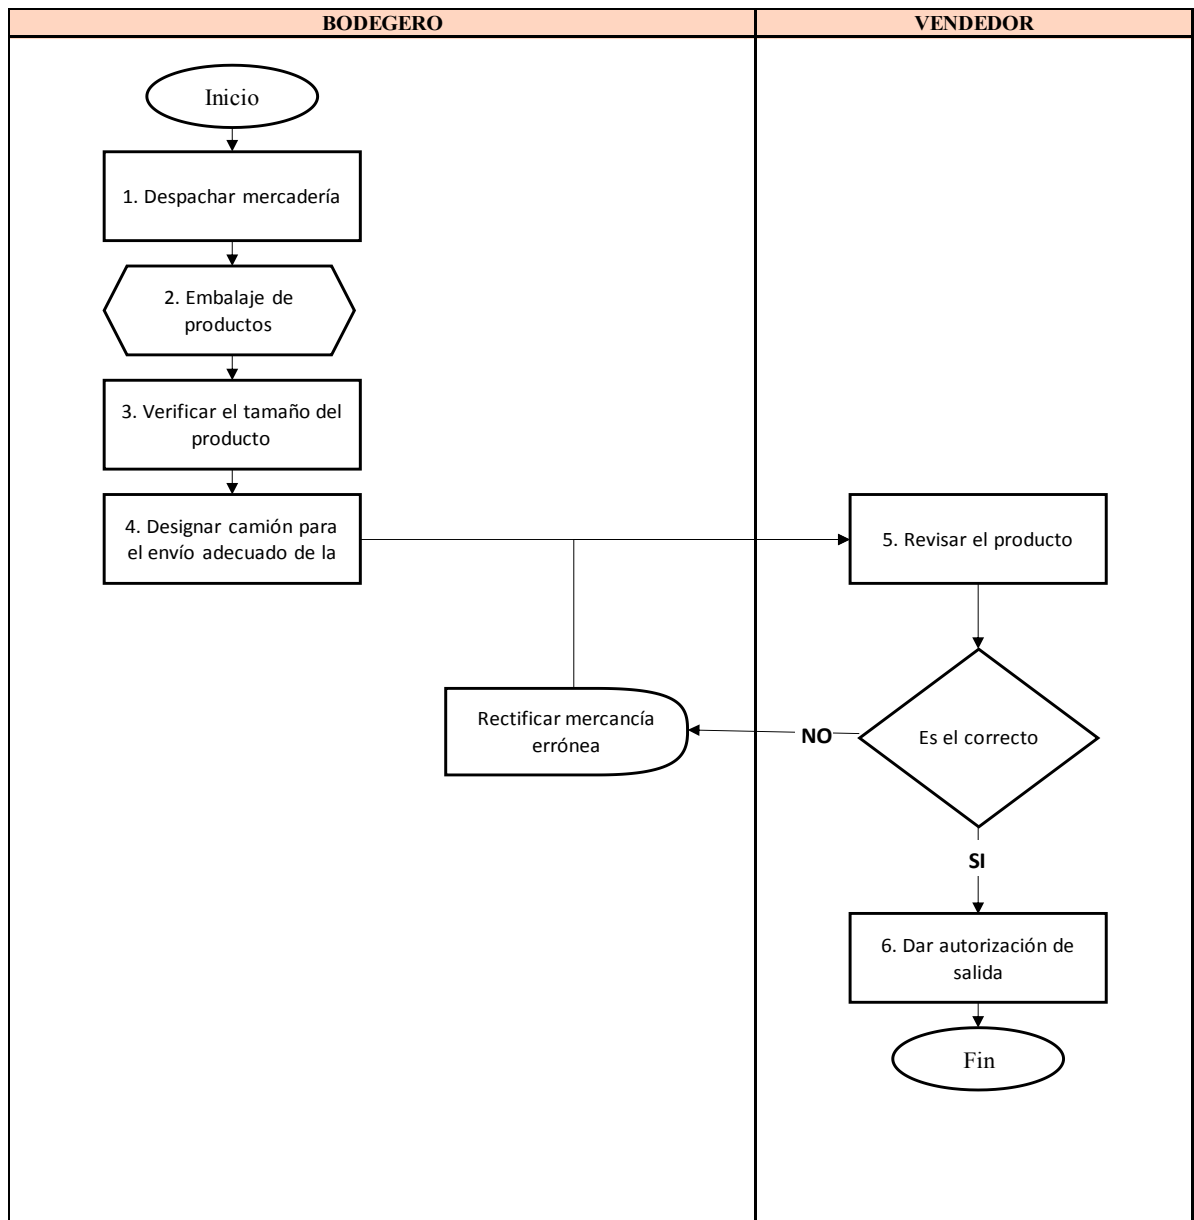 BODEGERO
VENDEDOR
Inicio
1. Despachar mercadería
2. Embalaje de
productos
3. Verificar el tamaño del
producto
4. Designar camión para
el envío adecuado de la
5. Revisar el producto
Rectificar mercancía
errónea
NO
Es el correcto
SI
6. Dar autorización de
salida
Fin